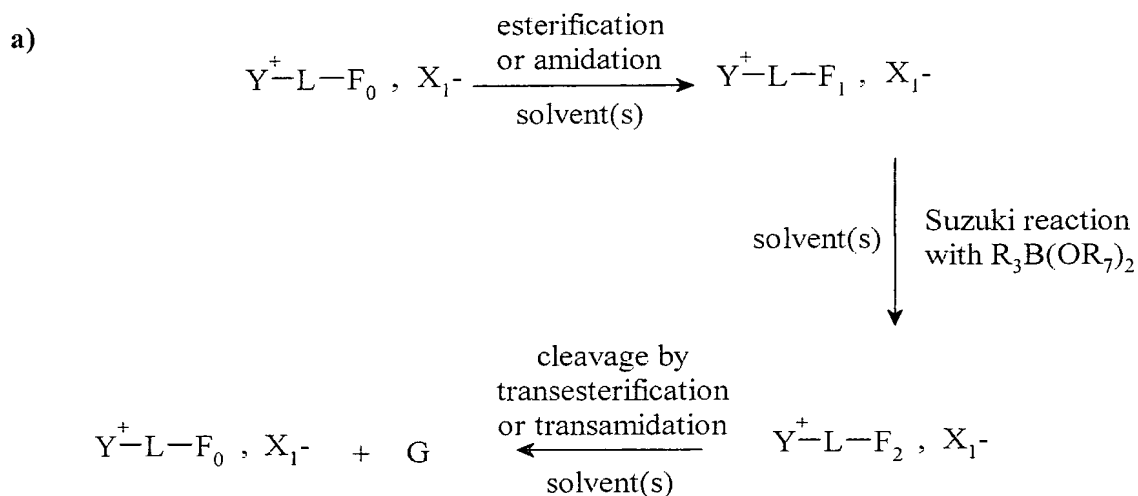 a)
esterification
or amidation
Y+—L—F0 , X1-
solvent(s)
Y+—L—F1 , X1-
solvent(s)
Suzuki reaction
with R3B(OR7)2
cleavage by
transesterification
or transamidation
Y+—L—F0 , X1- + G
solvent(s)
Y+—L—F2 , X1-